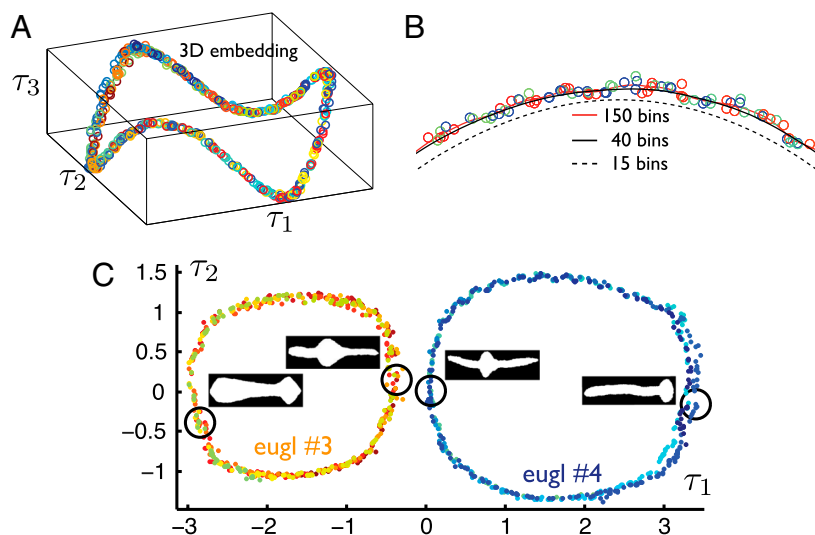 A
3D embedding
τ3
τ2
τ1
B
150 bins
40 bins
15 bins
C
τ2
1.5
1
0.5
0
−0.5
−1
eugl #3
eugl #4
τ1
−3 −2 −1 0 1 2 3